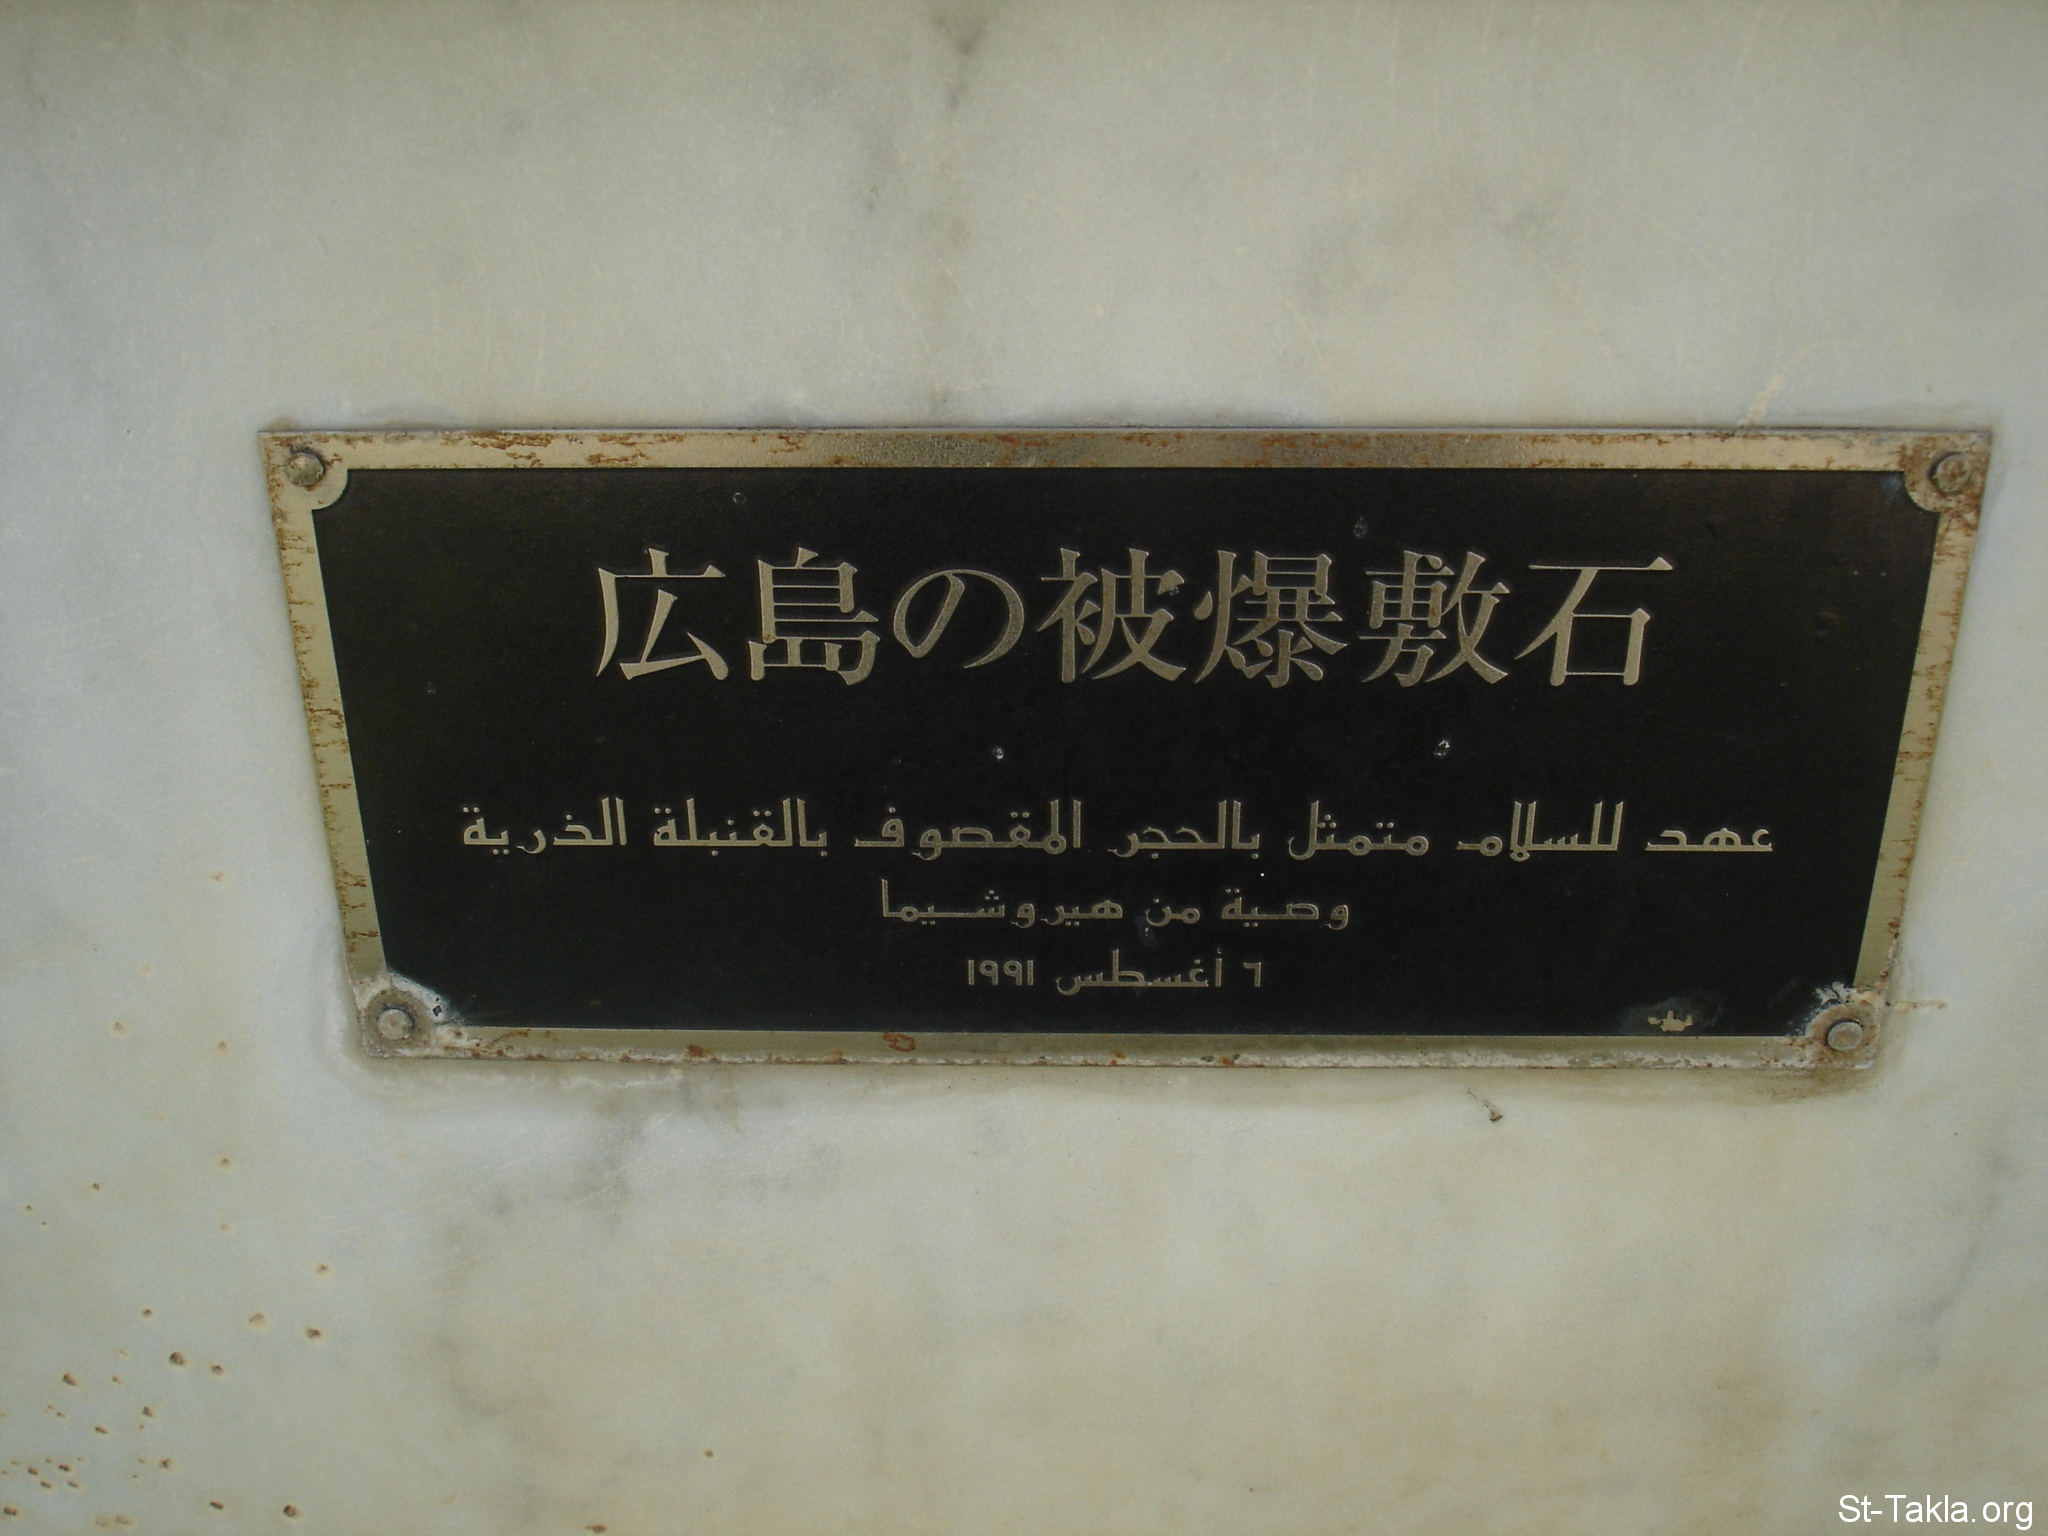 広島の被爆敷石
عهد للسلام متمثل بالحجر المقصوف بالقنبلة الذرية
وصية من هيروشيما
٦ أغسطس ١٩٩١
St-Takla.org